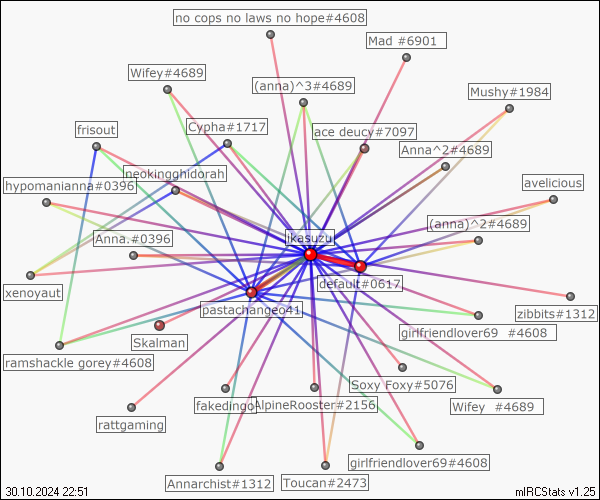 no cops no laws no hope#4608
Mad #6901
Wifey#4689
(anna)^3#4689
Mushy#1984
frisout
Cypha#1717
ace deucy#7097
Anna^2#4689
neokingghidorah
hypomanianna#0396
avelicious
(anna)^2#4689
Anna.#0396
ikasuzu
default#0617
xenoyaut
pastachangeo41
zibbits#1312
girlfriendlover69 #4608
Skalman
ramshackle gorey#4608
Soxy Foxy#5076
fakedingo
AlpineRooster#2156
Wifey #4689
rattgaming
girlfriendlover69#4608
Annarchist#1312
Toucan#2473
30.10.2024 22:51
mIRCStats v1.25